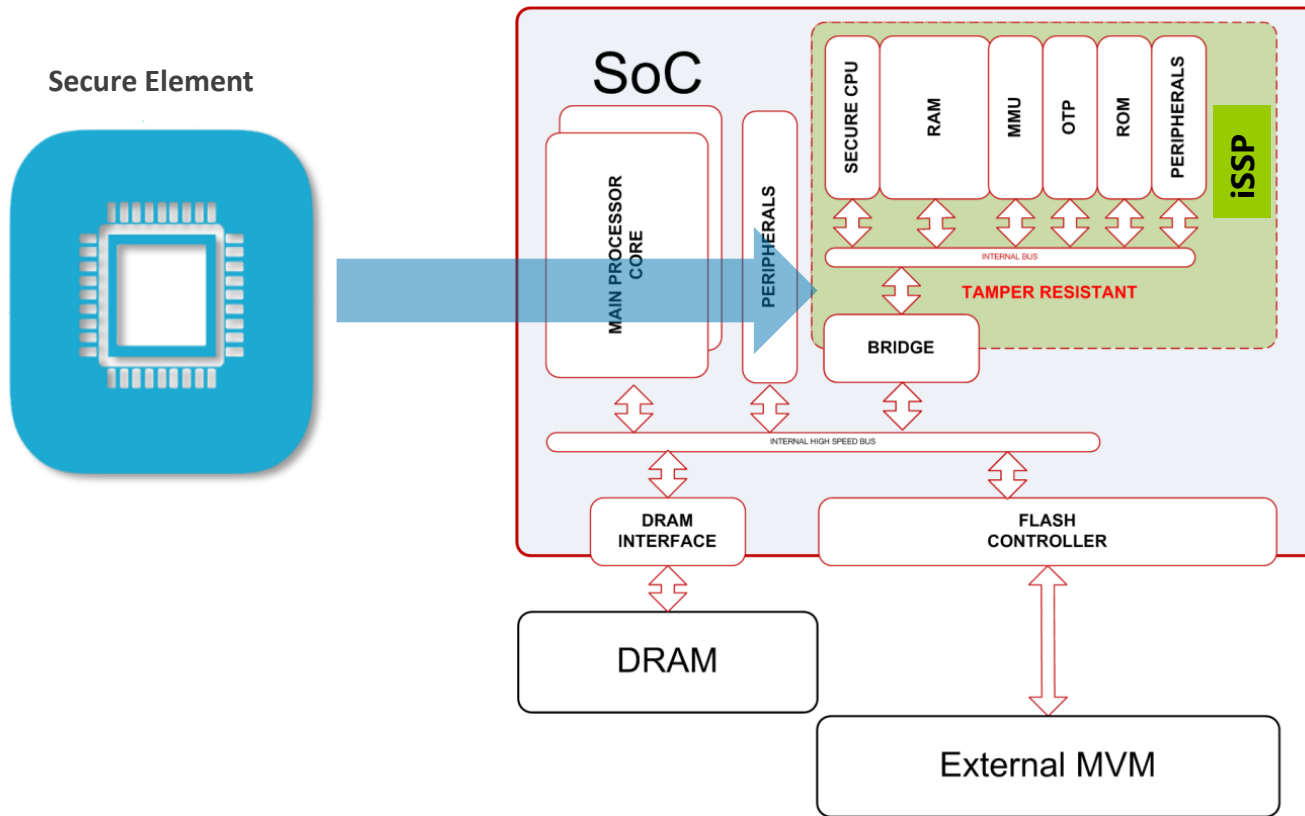 Secure Element
SoC
MAIN PROCESSOR
CORE
PERIPHERALS
SECURE CPU
RAM
MMU
OTP
ROM
PERIPHERALS
iSSP
INTERNAL BUS
TAMPER RESISTANT
BRIDGE
INTERNAL HIGH SPEED BUS
DRAM
INTERFACE
FLASH
CONTROLLER
DRAM
External MVM